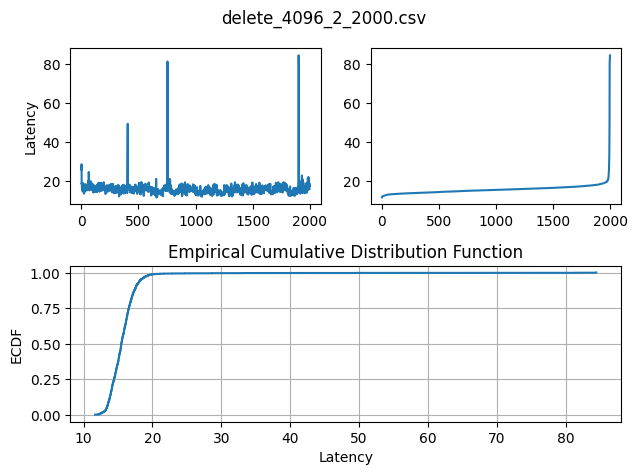 delete_4096_2_2000.csv
Latency
80
60
40
20
0 500 1000 1500 2000
80
60
40
20
0 500 1000 1500 2000
Empirical Cumulative Distribution Function
ECDF
1.00
0.75
0.50
0.25
0.00
10 20 30 40 50 60 70 80
Latency